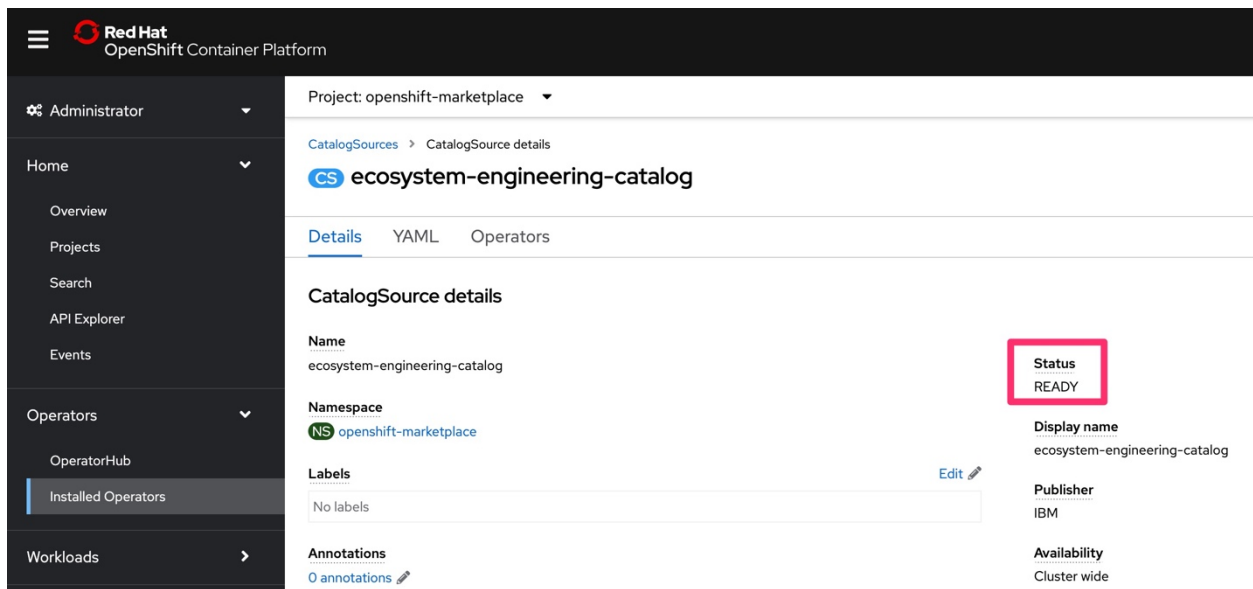 Red Hat
OpenShift Container Platform
Administrator
Home
Overview
Projects
Search
API Explorer
Events
Operators
OperatorHub
Installed Operators
Workloads
Project: openshift-marketplace
CatalogSources > CatalogSource details
CS ecosystem-engineering-catalog
Details YAML Operators
CatalogSource details
Name
ecosystem-engineering-catalog
Namespace
NS openshift-marketplace
Labels Edit
No labels
Annotations
0 annotations
Status
READY
Display name
ecosystem-engineering-catalog
Publisher
IBM
Availability
Cluster wide